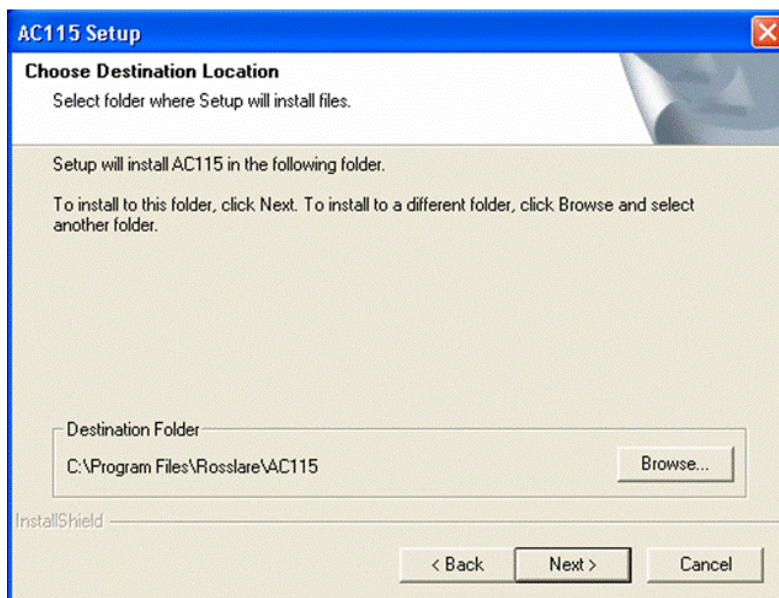 AC115 Setup
Choose Destination Location
Select folder where Setup will install files.
Setup will install AC115 in the following folder.
To install to this folder, click Next. To install to a different folder, click Browse and select
another folder.
Destination Folder
C:\Program Files\Rosslare\AC115
Browse...
InstallShield
< Back
Next >
Cancel